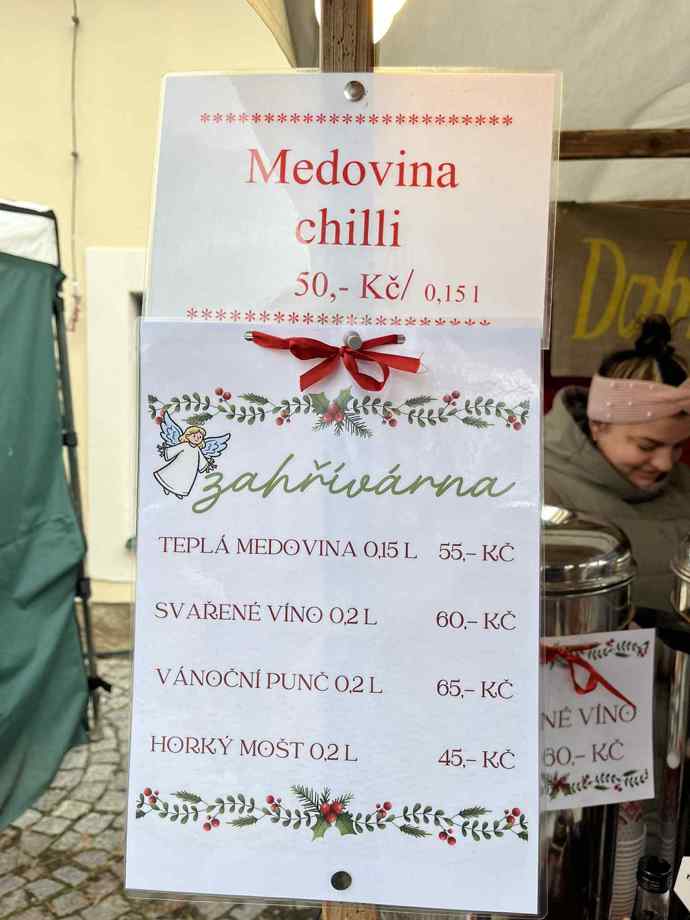 ********************
Medovina
chilli
50,- Kč/ 0,15 l
********************
zahřívárna
TEPLÁ MEDOVINA 0,15 L 55,- KČ
SVAŘENÉ VÍNO 0,2 L 60,- KČ
VÁNOČNÍ PUNČ 0,2 L 65,- KČ
HORKÝ MOŠT 0,2 L 45,- KČ
NÉ VÍNO
60,- KČ